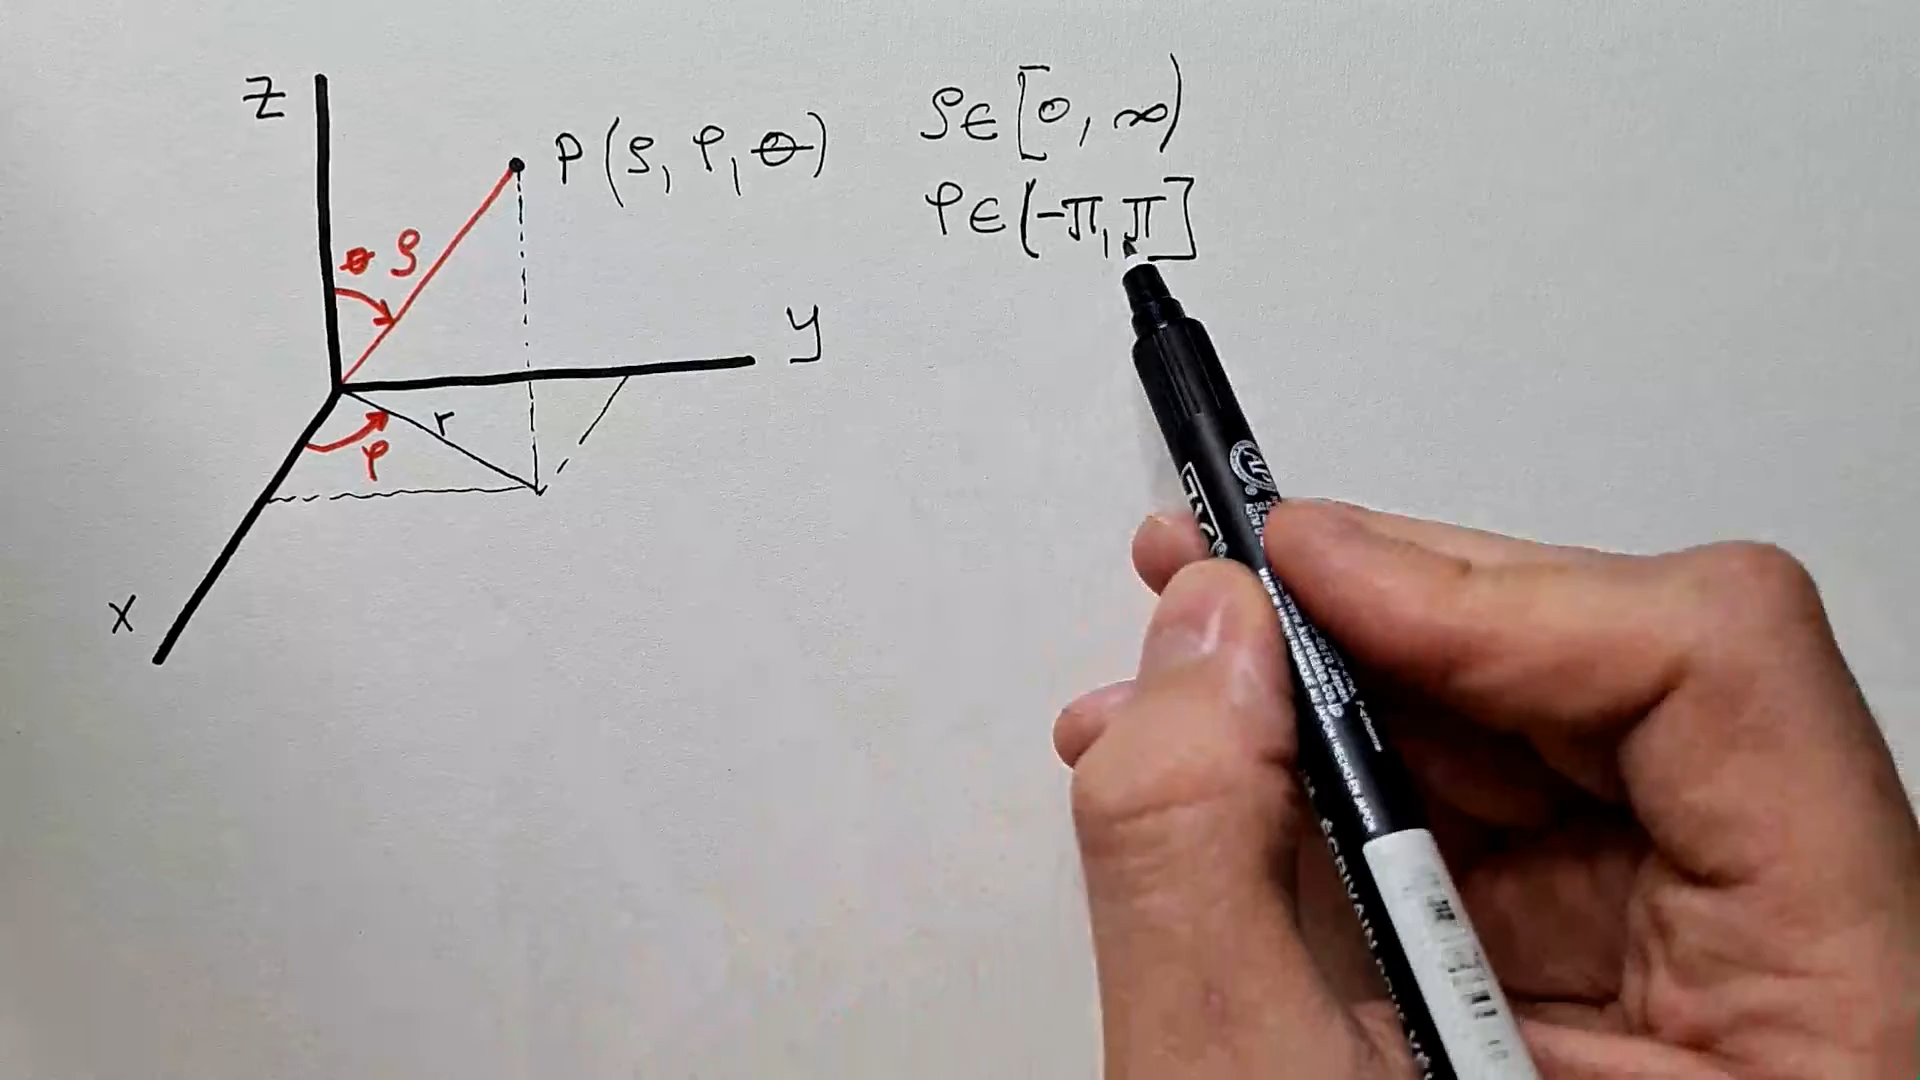 z
P(ρ, φ, θ)
ρ∈[0, ∞)
φ∈(-π, π]
θ ρ
y
r
φ
x